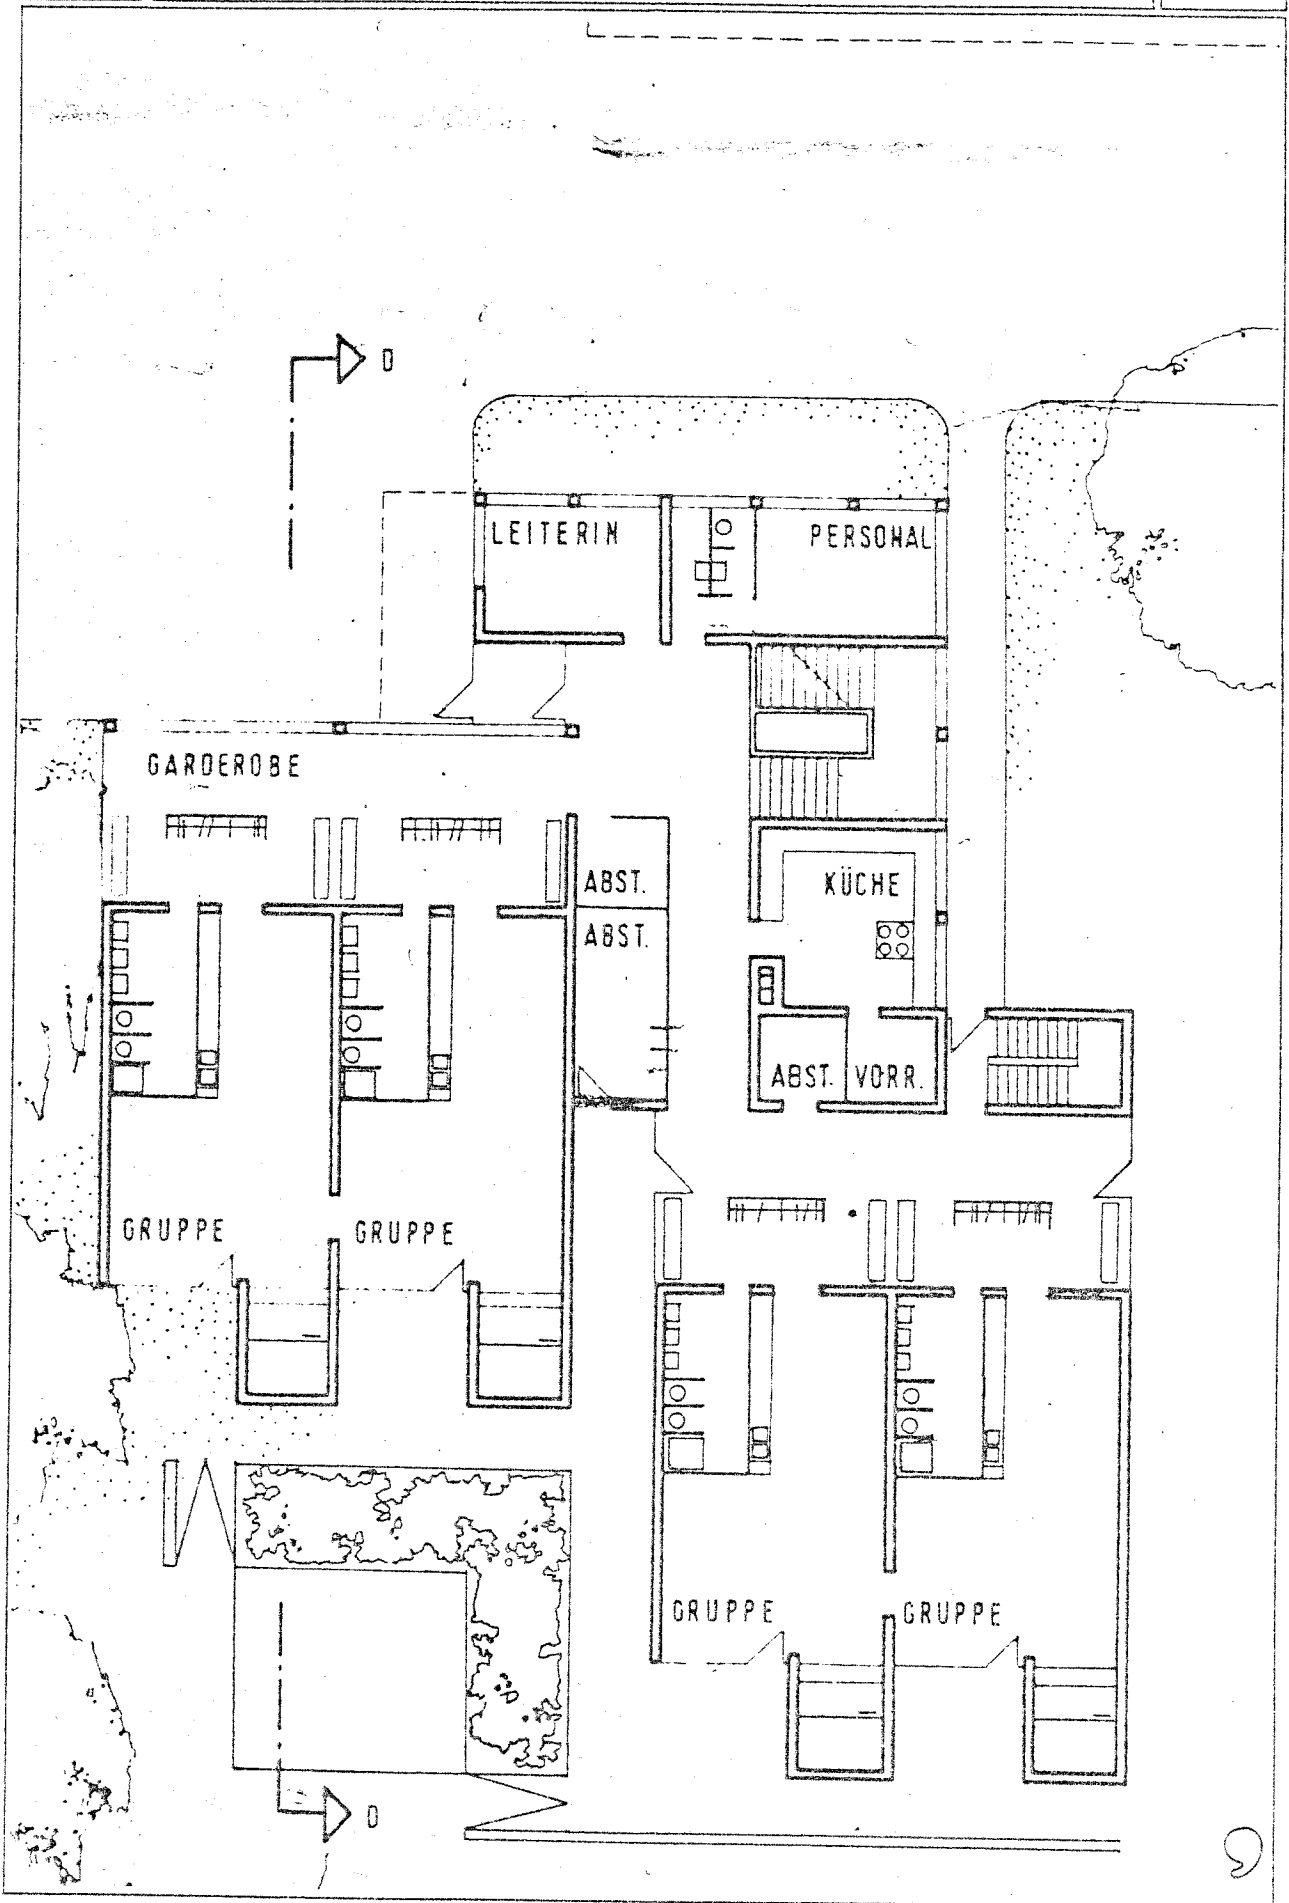 D
LEITERIN
PERSONAL
GARDEROBE
ABST.
KÜCHE
ABST.
ABST.
VORR.
GRUPPE
GRUPPE
GRUPPE
GRUPPE
D